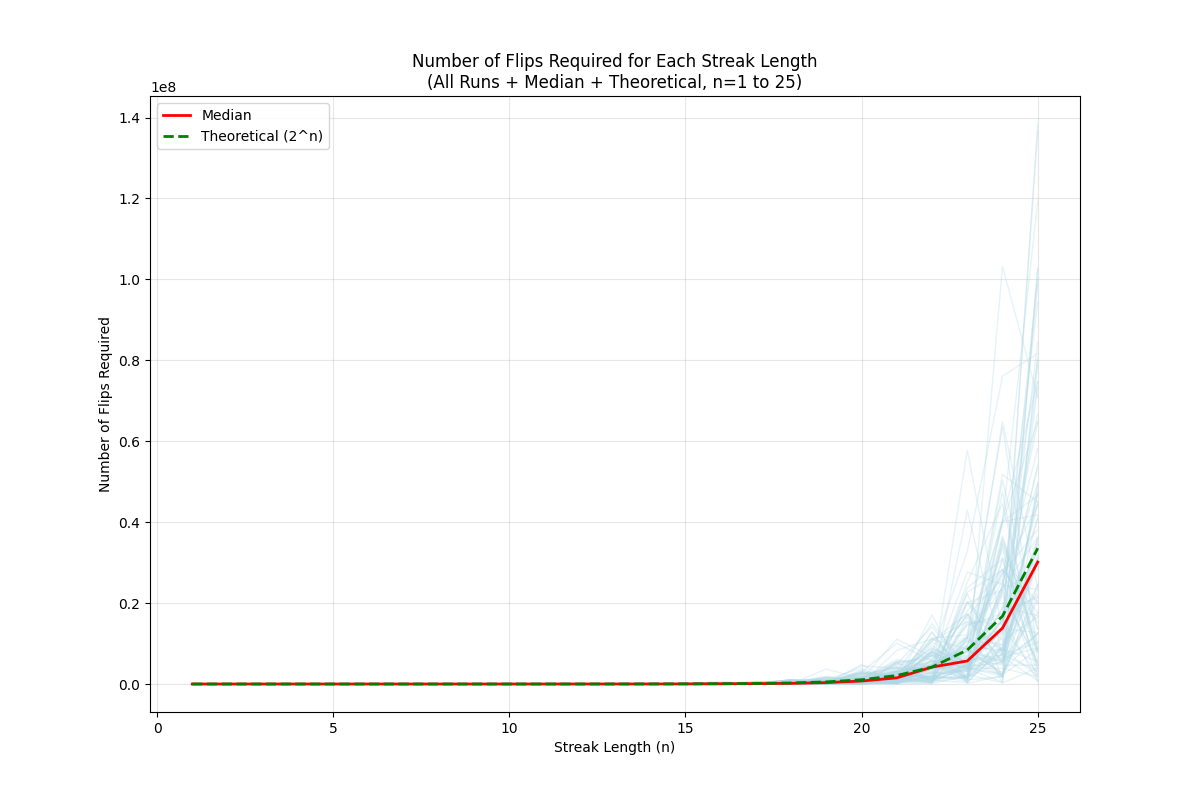 Number of Flips Required for Each Streak Length
(All Runs + Median + Theoretical, n=1 to 25)
1e8
Median
Theoretical (2^n)
1.4
1.2
1.0
0.8
0.6
0.4
0.2
0.0
Number of Flips Required
0
5
10
15
20
25
Streak Length (n)